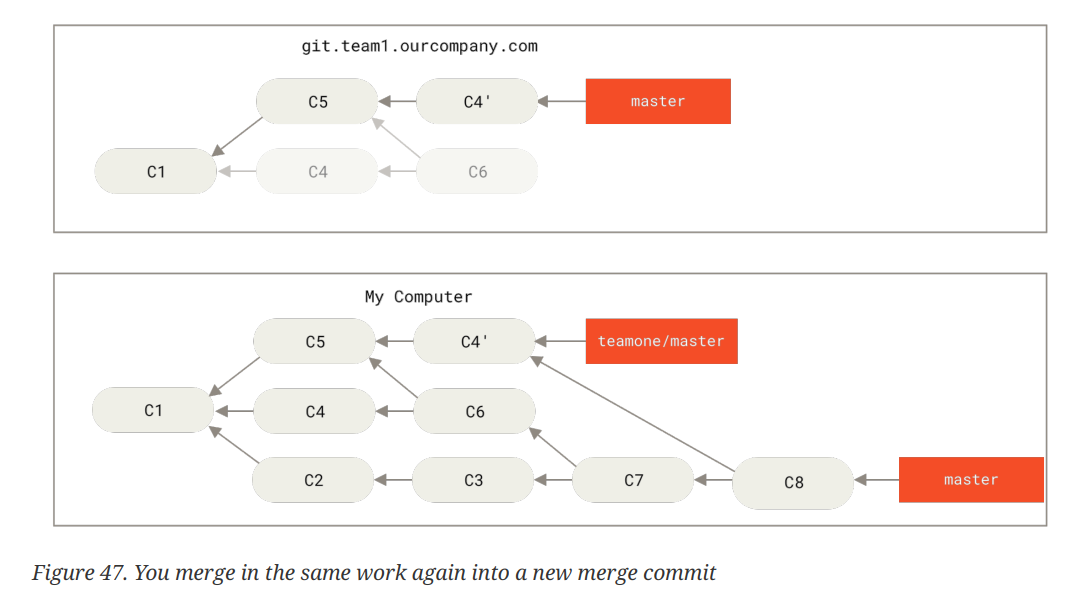 git.team1.ourcompany.com
C5 C4' master
C1 C4 C6
My Computer
C5 C4' teamone/master
C1 C4 C6
C2 C3 C7 C8 master
Figure 47. You merge in the same work again into a new merge commit